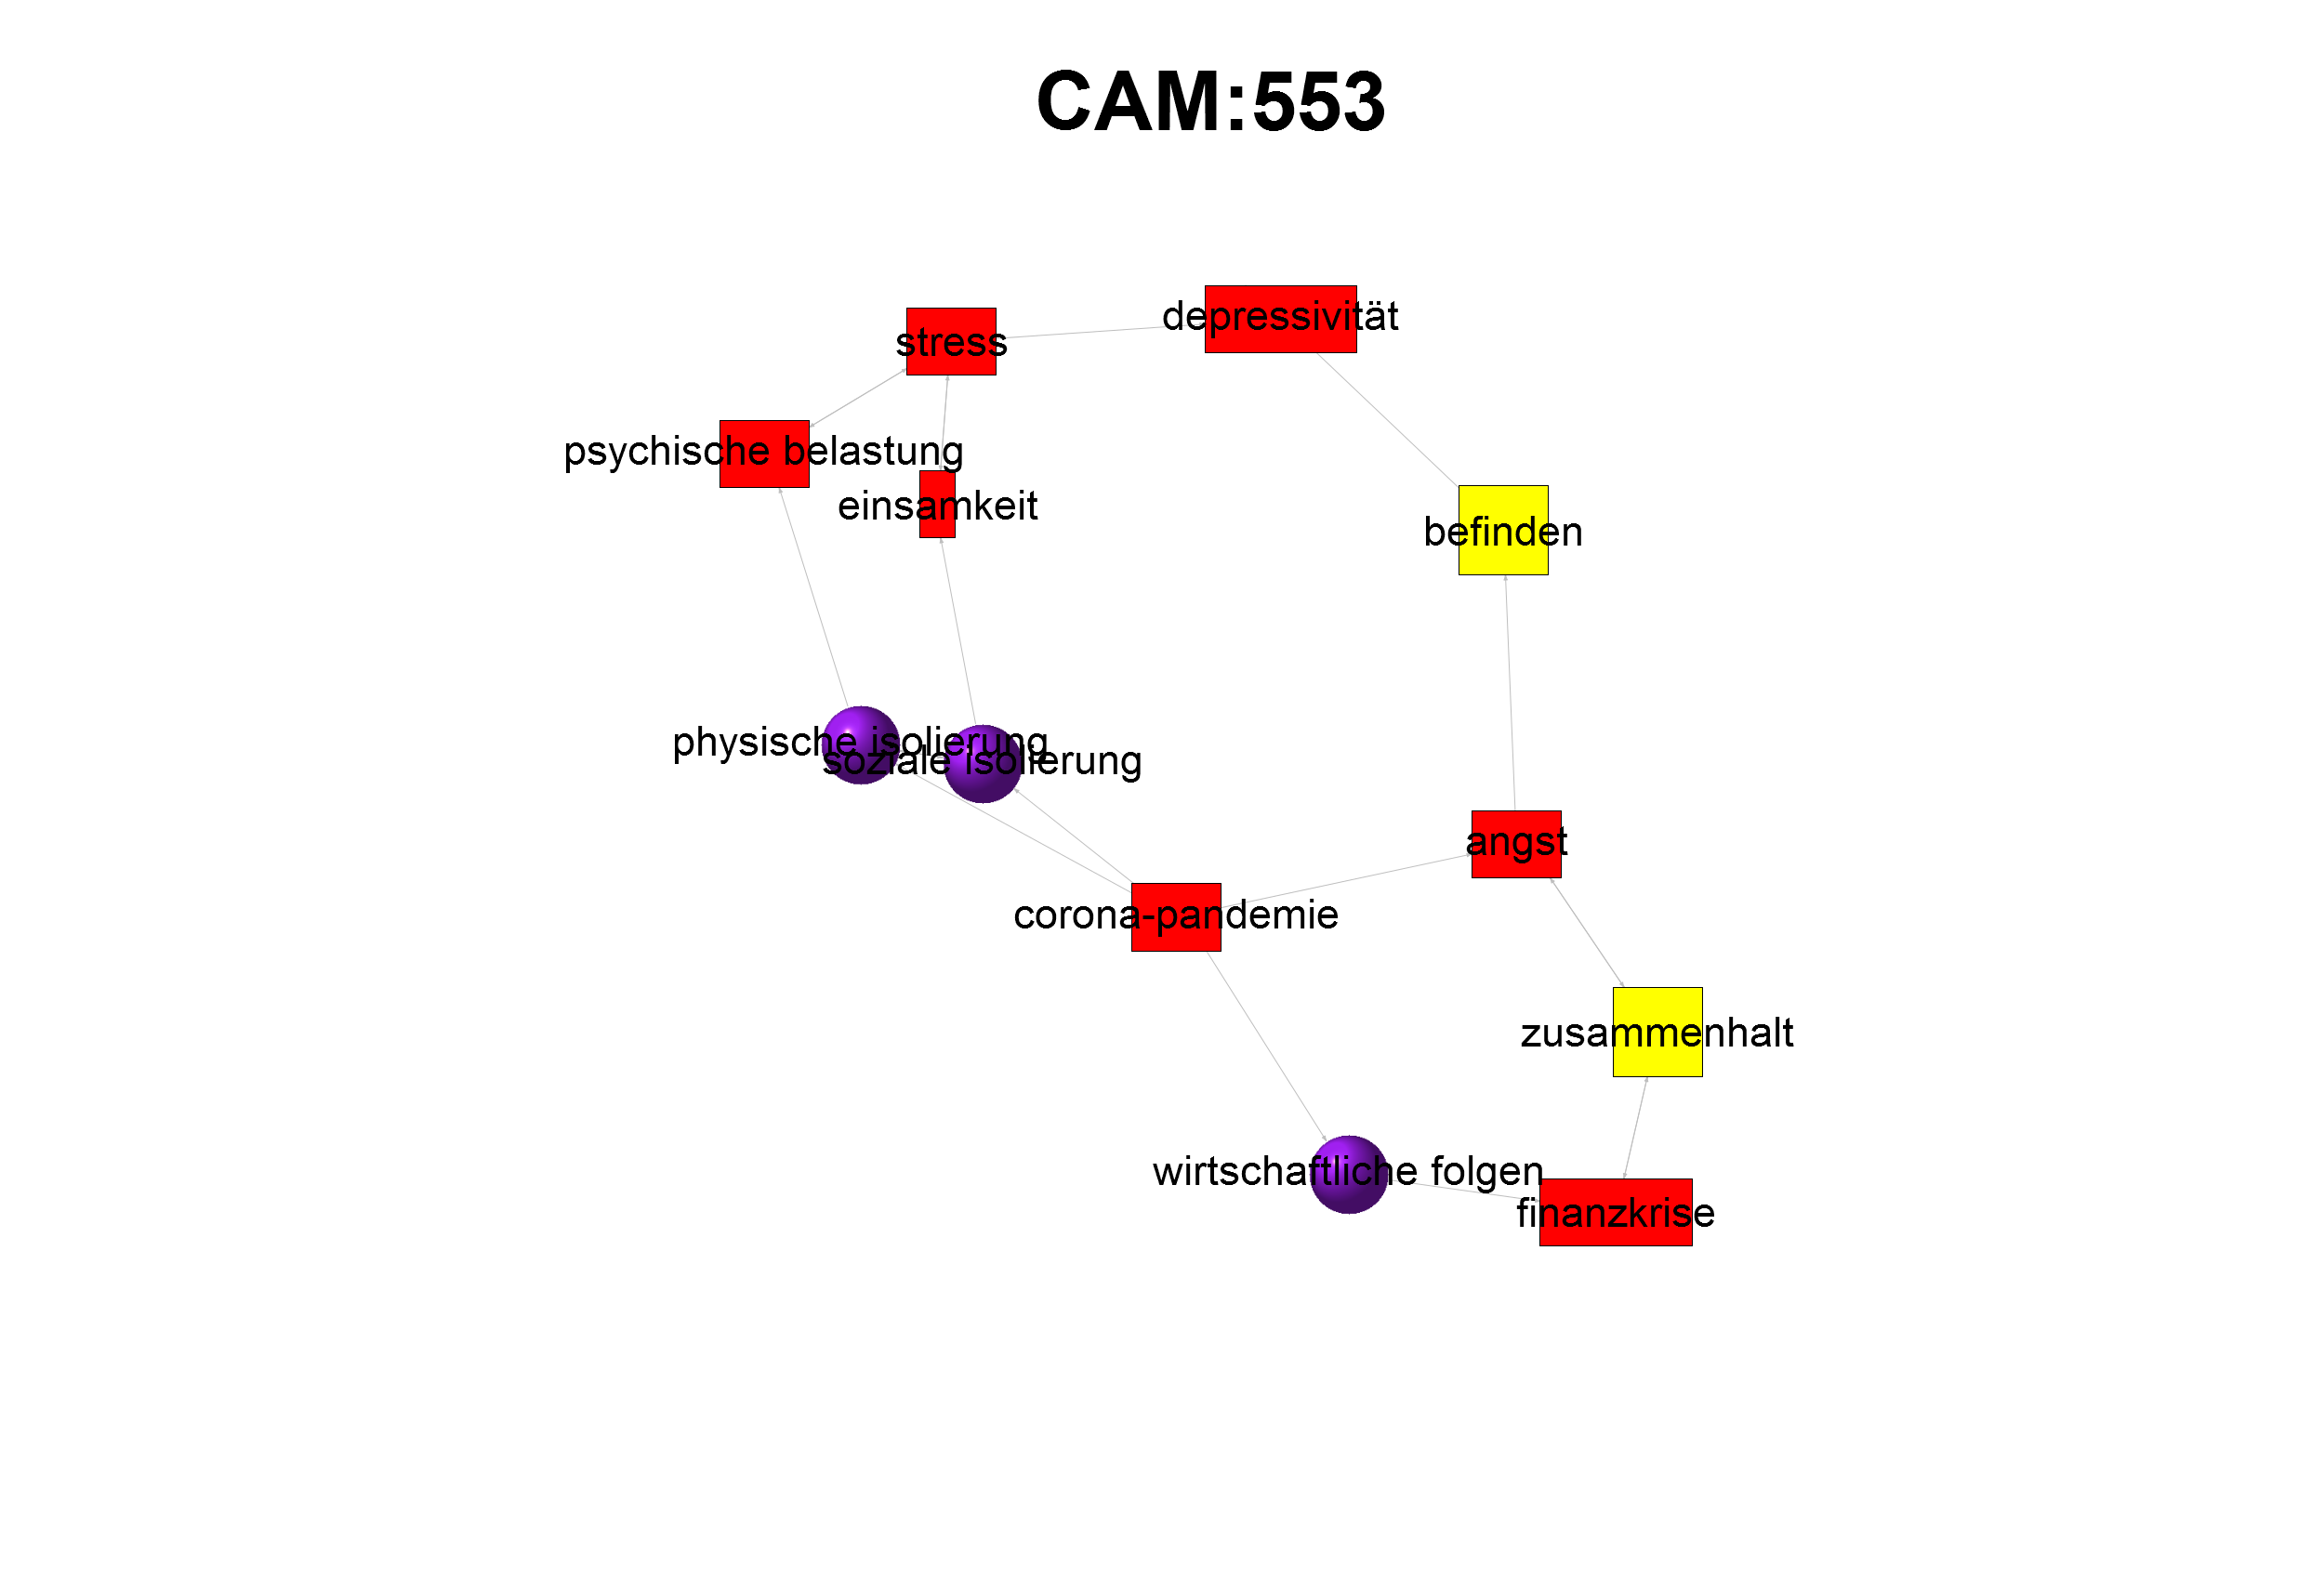 CAM:553
depressivität
stress
psychische belastung
einsamkeit
befinden
physische isolierung
soziale isolierung
angst
corona-pandemie
zusammenhalt
wirtschaftliche folgen
finanzkrise